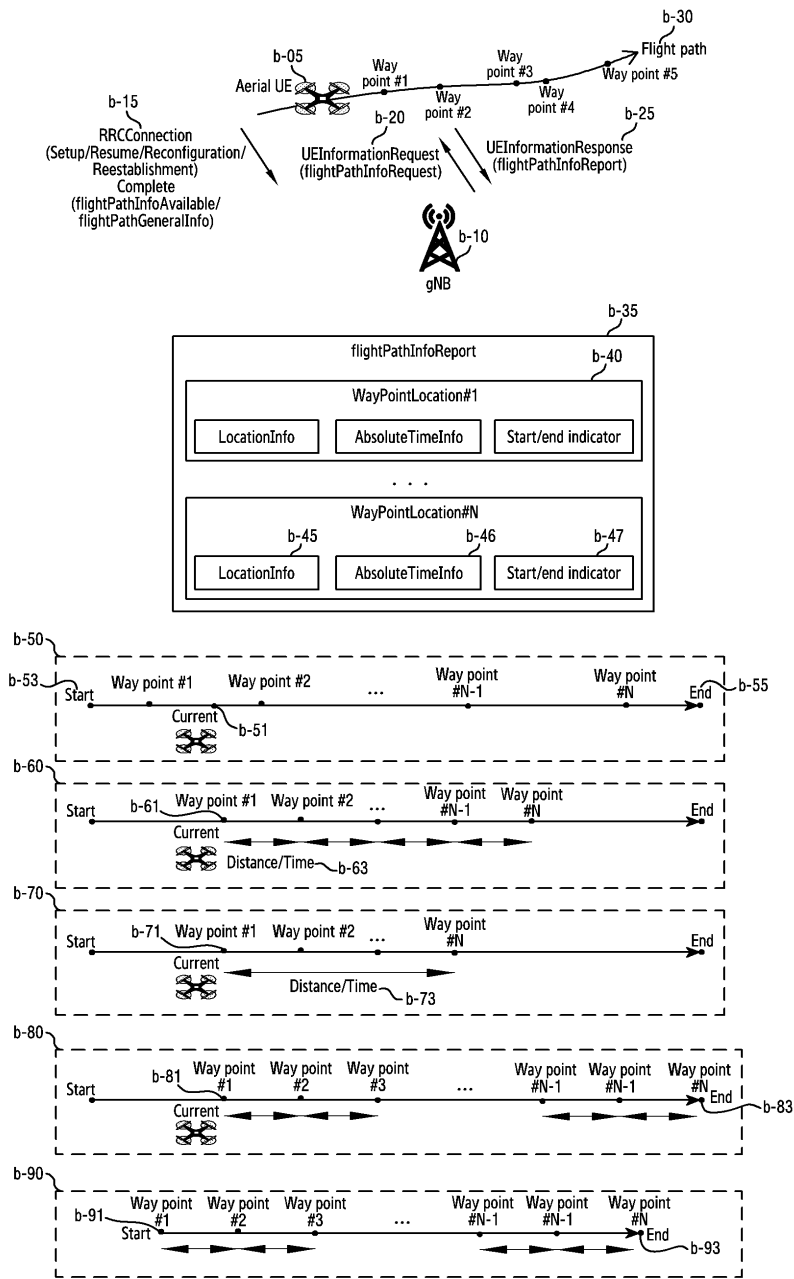 b-30
Flight path
b-05
Aerial UE
Way
point #1
Way
point #2
Way
point #3
Way
point #4
Way point #5
b-15
RRCConnection
(Setup/Resume/Reconfiguration/
Reestablishment)
Complete
(flightPathInfoAvailable/
flightPathGeneralInfo)
b-20
UEInformationRequest
(flightPathInfoRequest)
b-25
UEInformationResponse
(flightPathInfoReport)
b-10
gNB
b-35
flightPathInfoReport
b-40
WayPointLocation#1
LocationInfo
AbsoluteTimeInfo
Start/end indicator
. . .
WayPointLocation#N
b-45
b-46
b-47
LocationInfo
AbsoluteTimeInfo
Start/end indicator
b-50
b-53
Start
Way point #1
Way point #2
...
Way point
#N-1
Way point
#N
End
b-55
Current
b-51
b-60
Start
b-61
Way point #1
Way point #2
...
Way point
#N-1
Way point
#N
End
Current
Distance/Time
b-63
b-70
Start
b-71
Way point #1
Way point #2
...
Way point
#N
End
Current
Distance/Time
b-73
b-80
Start
b-81
Way point
#1
Way point
#2
Way point
#3
...
Way point
#N-1
Way point
#N-1
Way point
#N
End
b-83
Current
b-90
b-91
Start
Way point
#1
Way point
#2
Way point
#3
...
Way point
#N-1
Way point
#N-1
Way point
#N
End
b-93